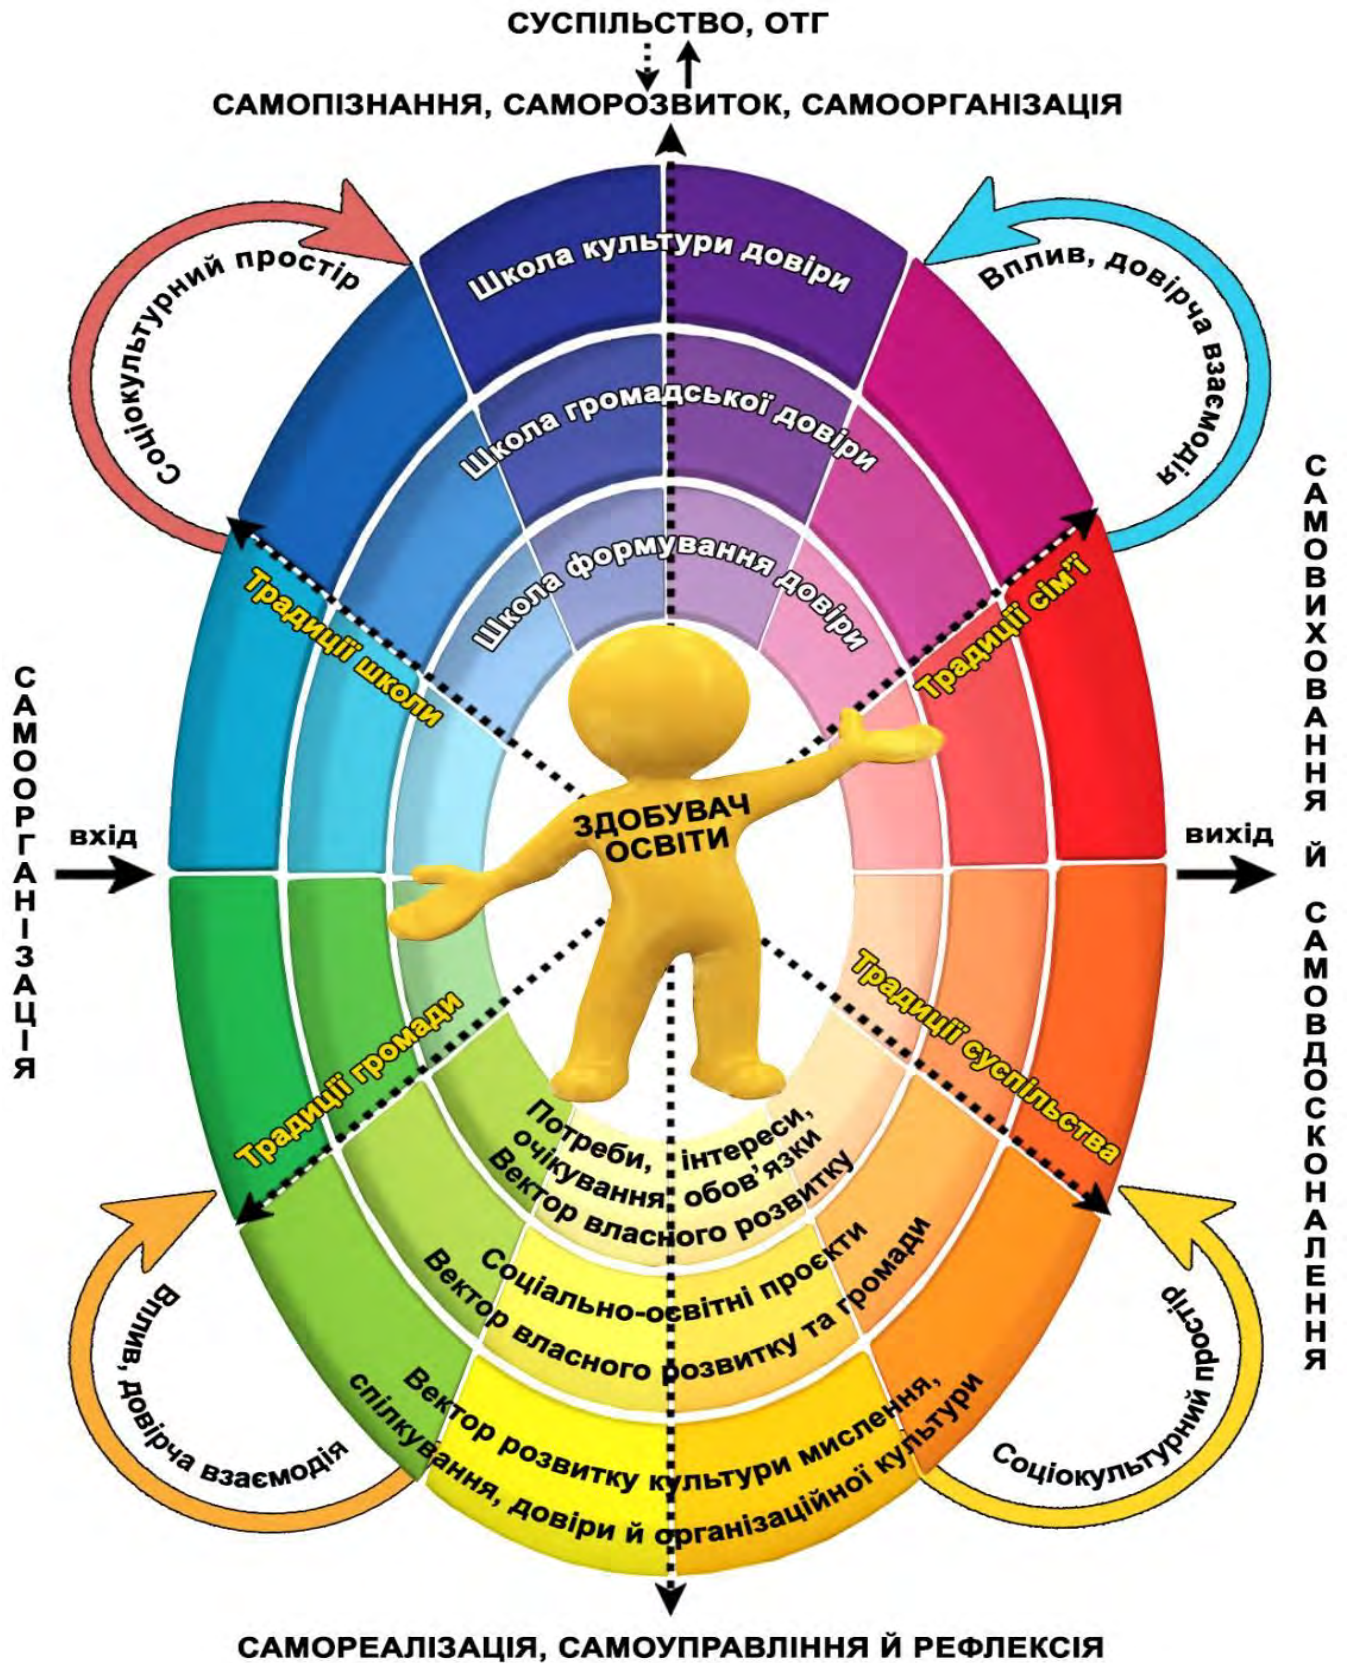 СУСПІЛЬСТВО, ОТГ
САМОПІЗНАННЯ, САМОРОЗВИТОК, САМООРГАНІЗАЦІЯ
Соціокультурний простір
Вплив, довірча взаємодія
Школа культури довіри
Школа громадської довіри
Школа формування довіри
Традиції школи
Традиції сім'ї
САМООРГАНІЗАЦІЯ
вхід
ЗДОБУВАЧ
ОСВІТИ
вихід
САМОВИХОВАННЯ Й САМОВДОСКОНАЛЕННЯ
Традиції громади
Традиції суспільства
Потреби, інтереси,
очікування, обов'язки
Вектор власного розвитку
Соціально-освітні проєкти
Вектор власного розвитку та громади
Вектор розвитку культури мислення,
спілкування, довіри й організаційної культури
Вплив, довірча взаємодія
Соціокультурний простір
САМОРЕАЛІЗАЦІЯ, САМОУПРАВЛІННЯ Й РЕФЛЕКСІЯ